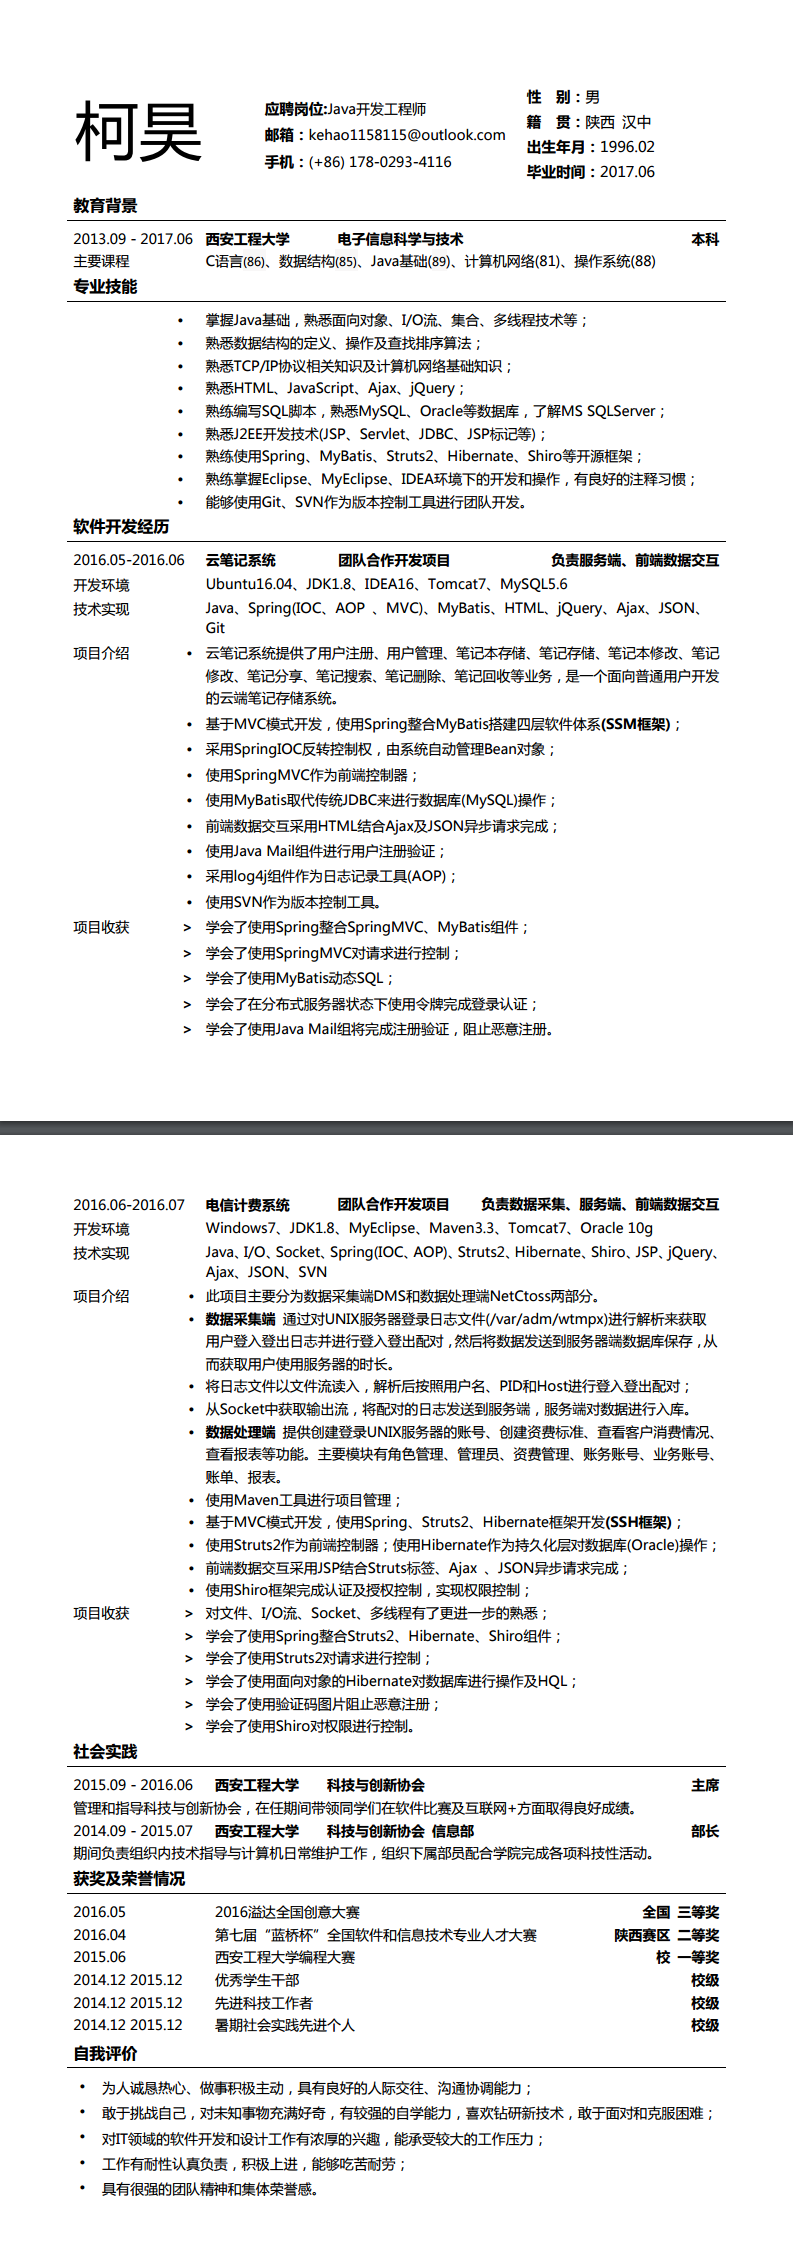 柯昊
应聘岗位:Java开发工程师
邮箱：kehao1158115@outlook.com
手机：(+86) 178-0293-4116
性 别：男
籍 贯：陕西 汉中
出生年月：1996.02
毕业时间：2017.06
教育背景
2013.09 - 2017.06 西安工程大学 电子信息科学与技术 本科
主要课程 C语言(86)、数据结构(85)、Java基础(89)、计算机网络(81)、操作系统(88)
专业技能
• 掌握Java基础，熟悉面向对象、I/O流、集合、多线程技术等；
• 熟悉数据结构的定义、操作及查找排序算法；
• 熟悉TCP/IP协议相关知识及计算机网络基础知识；
• 熟悉HTML、JavaScript、Ajax、jQuery；
• 熟练编写SQL脚本，熟悉MySQL、Oracle等数据库，了解MS SQLServer；
• 熟悉J2EE开发技术(JSP、Servlet、JDBC、JSP标记等)；
• 熟练使用Spring、MyBatis、Struts2、Hibernate、Shiro等开源框架；
• 熟练掌握Eclipse、MyEclipse、IDEA环境下的开发和操作，有良好的注释习惯；
• 能够使用Git、SVN作为版本控制工具进行团队开发。
软件开发经历
2016.05-2016.06 云笔记系统 团队合作开发项目 负责服务端、前端数据交互
开发环境 Ubuntu16.04、JDK1.8、IDEA16、Tomcat7、MySQL5.6
技术实现 Java、Spring(IOC、AOP 、MVC)、MyBatis、HTML、jQuery、Ajax、JSON、
Git
项目介绍 • 云笔记系统提供了用户注册、用户管理、笔记本存储、笔记存储、笔记本修改、笔记
修改、笔记分享、笔记搜索、笔记删除、笔记回收等业务，是一个面向普通用户开发
的云端笔记存储系统。
• 基于MVC模式开发，使用Spring整合MyBatis搭建四层软件体系(SSM框架)；
• 采用SpringIOC反转控制权，由系统自动管理Bean对象；
• 使用SpringMVC作为前端控制器；
• 使用MyBatis取代传统JDBC来进行数据库(MySQL)操作；
• 前端数据交互采用HTML结合Ajax及JSON异步请求完成；
• 使用Java Mail组件进行用户注册验证；
• 采用log4j组件作为日志记录工具(AOP)；
• 使用SVN作为版本控制工具。
项目收获 > 学会了使用Spring整合SpringMVC、MyBatis组件；
> 学会了使用SpringMVC对请求进行控制；
> 学会了使用MyBatis动态SQL；
> 学会了在分布式服务器状态下使用令牌完成登录认证；
> 学会了使用Java Mail组将完成注册验证，阻止恶意注册。
2016.06-2016.07 电信计费系统 团队合作开发项目 负责数据采集、服务端、前端数据交互
开发环境 Windows7、JDK1.8、MyEclipse、Maven3.3、Tomcat7、Oracle 10g
技术实现 Java、I/O、Socket、Spring(IOC、AOP)、Struts2、Hibernate、Shiro、JSP、jQuery、
Ajax、JSON、SVN
项目介绍 • 此项目主要分为数据采集端DMS和数据处理端NetCtoss两部分。
• 数据采集端 通过对UNIX服务器登录日志文件(/var/adm/wtmpx)进行解析来获取
用户登入登出日志并进行登入登出配对，然后将数据发送到服务器端数据库保存，从
而获取用户使用服务器的时长。
• 将日志文件以文件流读入，解析后按照用户名、PID和Host进行登入登出配对；
• 从Socket中获取输出流，将配对的日志发送到服务端，服务端对数据进行入库。
• 数据处理端 提供创建登录UNIX服务器的账号、创建资费标准、查看客户消费情况、
查看报表等功能。主要模块有角色管理、管理员、资费管理、账务账号、业务账号、
账单、报表。
• 使用Maven工具进行项目管理；
• 基于MVC模式开发，使用Spring、Struts2、Hibernate框架开发(SSH框架)；
• 使用Struts2作为前端控制器；使用Hibernate作为持久化层对数据库(Oracle)操作；
• 前端数据交互采用JSP结合Struts标签、Ajax 、JSON异步请求完成；
• 使用Shiro框架完成认证及授权控制，实现权限控制；
项目收获 > 对文件、I/O流、Socket、多线程有了更进一步的熟悉；
> 学会了使用Spring整合Struts2、Hibernate、Shiro组件；
> 学会了使用Struts2对请求进行控制；
> 学会了使用面向对象的Hibernate对数据库进行操作及HQL；
> 学会了使用验证码图片阻止恶意注册；
> 学会了使用Shiro对权限进行控制。
社会实践
2015.09 - 2016.06 西安工程大学 科技与创新协会 主席
管理和指导科技与创新协会，在任期间带领同学们在软件比赛及互联网+方面取得良好成绩。
2014.09 - 2015.07 西安工程大学 科技与创新协会 信息部 部长
期间负责组织内技术指导与计算机日常维护工作，组织下属部员配合学院完成各项科技性活动。
获奖及荣誉情况
2016.05 2016溢达全国创意大赛 全国 三等奖
2016.04 第七届“蓝桥杯”全国软件和信息技术专业人才大赛 陕西赛区 二等奖
2015.06 西安工程大学编程大赛 校 一等奖
2014.12 2015.12 优秀学生干部 校级
2014.12 2015.12 先进科技工作者 校级
2014.12 2015.12 暑期社会实践先进个人 校级
自我评价
• 为人诚恳热心、做事积极主动，具有良好的人际交往、沟通协调能力；
• 敢于挑战自己，对未知事物充满好奇，有较强的自学能力，喜欢钻研新技术，敢于面对和克服困难；
• 对IT领域的软件开发和设计工作有浓厚的兴趣，能承受较大的工作压力；
• 工作有耐性认真负责，积极上进，能够吃苦耐劳；
• 具有很强的团队精神和集体荣誉感。